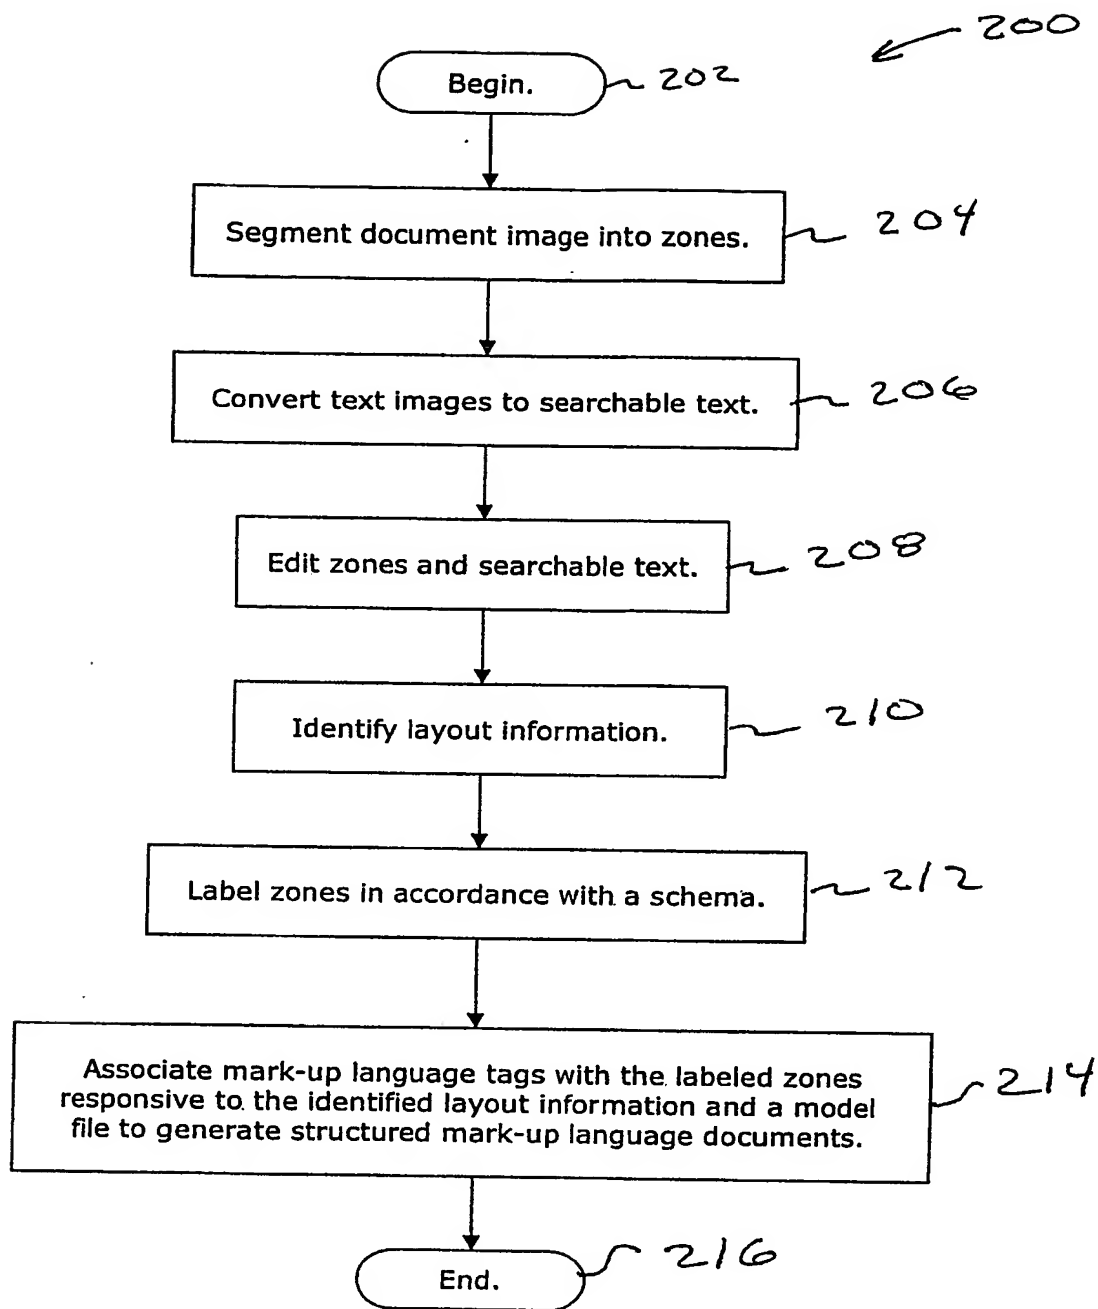 200
Begin.
202
Segment document image into zones.
204
Convert text images to searchable text.
206
Edit zones and searchable text.
208
Identify layout information.
210
Label zones in accordance with a schema.
212
Associate mark-up language tags with the labeled zones
responsive to the identified layout information and a model
file to generate structured mark-up language documents.
214
End.
216